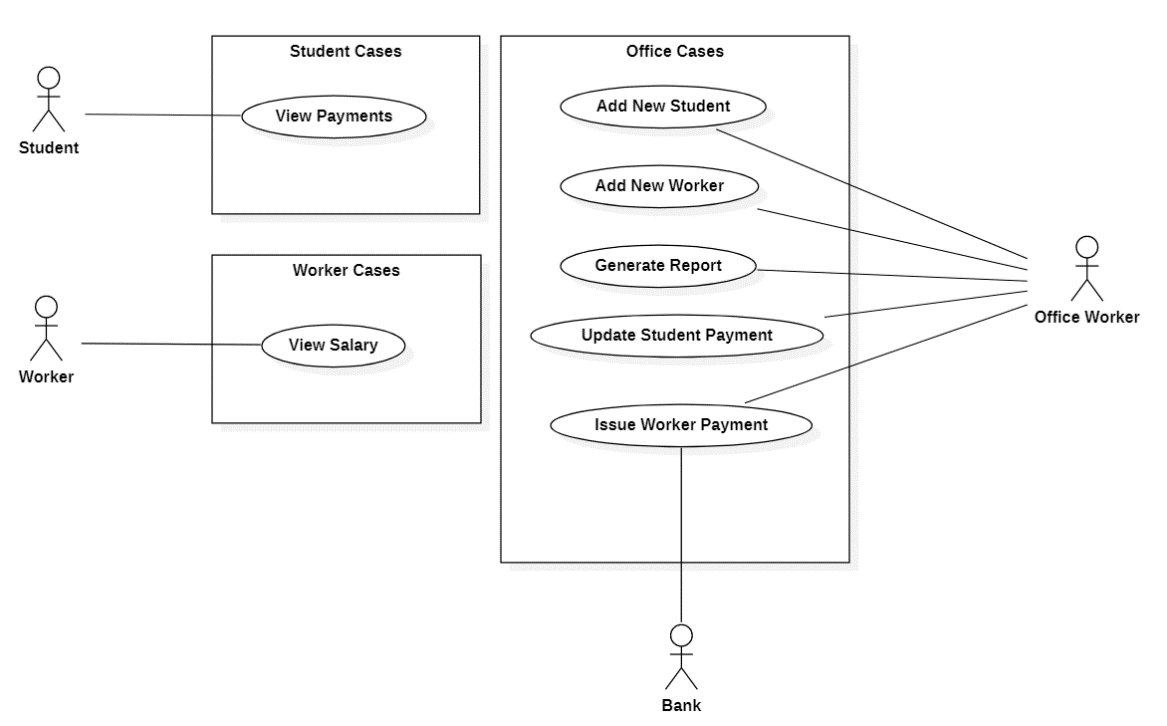 Student Cases
View Payments
Student
Worker Cases
View Salary
Worker
Office Cases
Add New Student
Add New Worker
Generate Report
Update Student Payment
Issue Worker Payment
Office Worker
Bank